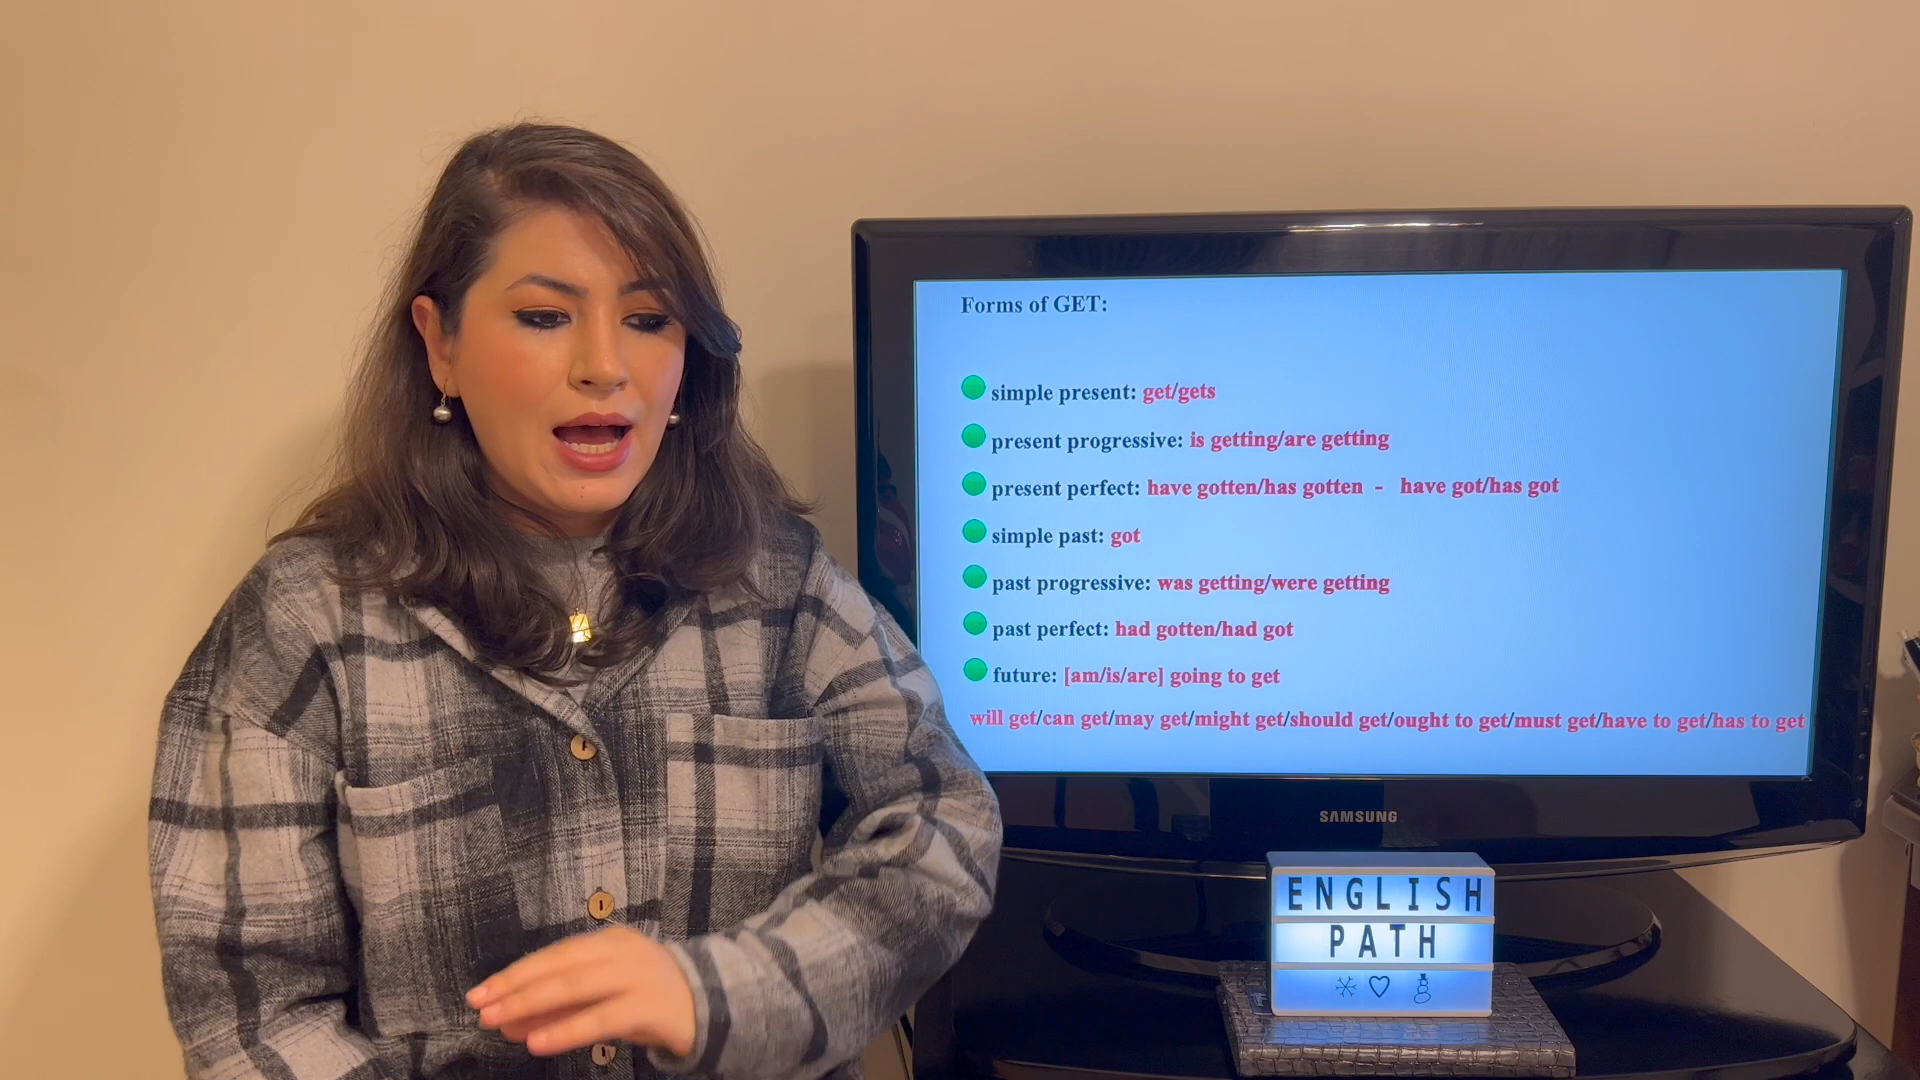 Forms of GET:
simple present: get/gets
present progressive: is getting/are getting
present perfect: have gotten/has gotten - have got/has got
simple past: got
past progressive: was getting/were getting
past perfect: had gotten/had got
future: [am/is/are] going to get
will get/can get/may get/might get/should get/ought to get/must get/have to get/has to get
SAMSUNG
ENGLISH
PATH